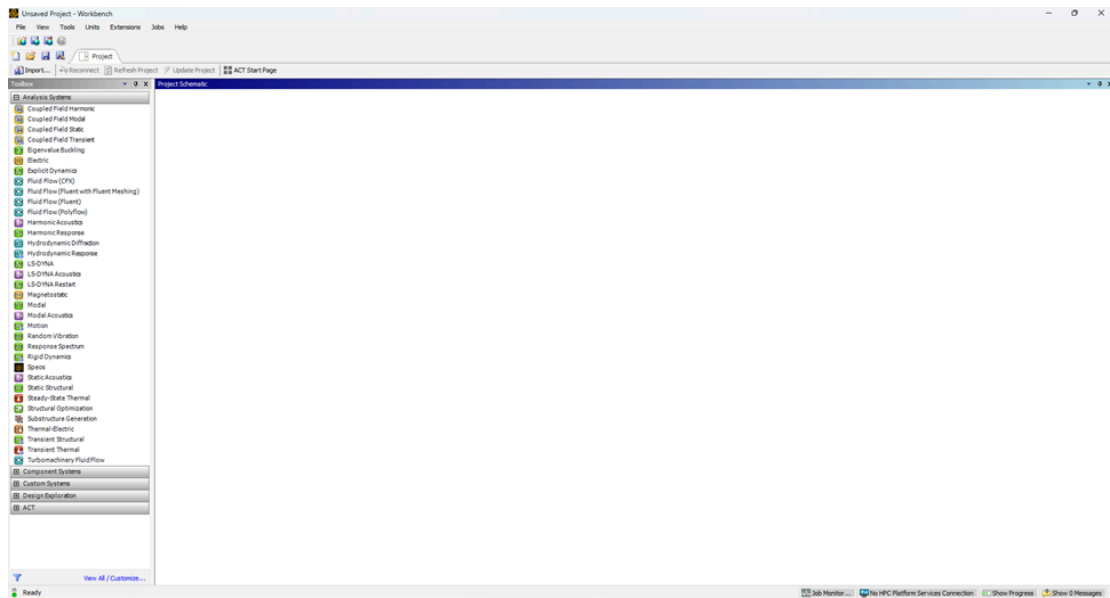 Unsaved Project - Workbench
File View Tools Units Extensions Jobs Help
Project
Import... Reconnect Refresh Project Update Project ACT Start Page
Toolbox
Project Schematic
Analysis Systems
Coupled Field Harmonic
Coupled Field Modal
Coupled Field Static
Coupled Field Transient
Eigenvalue Buckling
Electric
Explicit Dynamics
Fluid Flow (CFX)
Fluid Flow (Fluent with Fluent Meshing)
Fluid Flow (Fluent)
Fluid Flow (Polyflow)
Harmonic Acoustics
Harmonic Response
Hydrodynamic Diffraction
Hydrodynamic Response
LS-DYNA
LS-DYNA Acoustics
LS-DYNA Restart
Magnetostatic
Modal
Modal Acoustics
Motion
Random Vibration
Response Spectrum
Rigid Dynamics
Speos
Static Acoustics
Static Structural
Steady-State Thermal
Structural Optimization
Substructure Generation
Thermal-Electric
Transient Structural
Transient Thermal
Turbomachinery Fluid Flow
Component Systems
Custom Systems
Design Exploration
ACT
View All / Customize...
Ready
Job Monitor... No HPC Platform Services Connection Show Progress Show 0 Messages